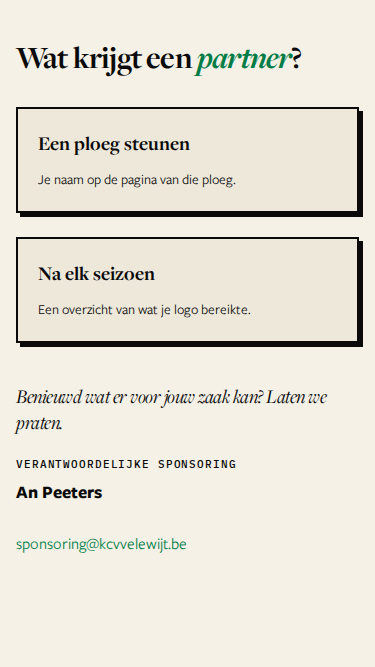 Wat krijgt een partner?
Een ploeg steunen
Je naam op de pagina van die ploeg.
Na elk seizoen
Een overzicht van wat je logo bereikte.
Benieuwd wat er voor jouw zaak kan? Laten we
praten.
VERANTWOORDELIJKE SPONSORING
An Peeters
sponsoring@kcvvelewijt.be